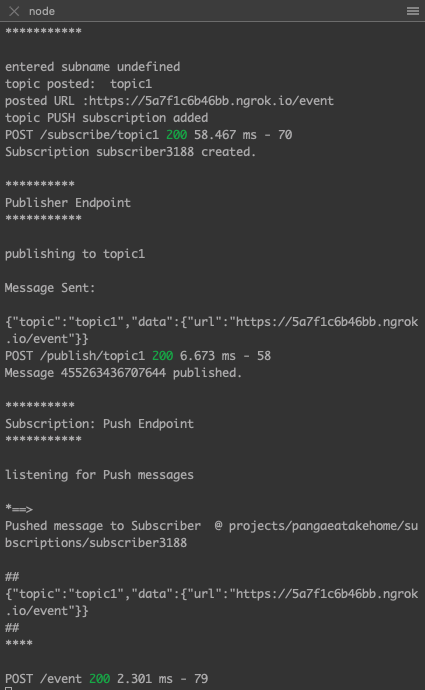 node
***********
entered subname undefined
topic posted:  topic1
posted URL :https://5a7f1c6b46bb.ngrok.io/event
topic PUSH subscription added
POST /subscribe/topic1 200 58.467 ms - 70
Subscription subscriber3188 created.
**********
Publisher Endpoint
***********
publishing to topic1
Message Sent:
{"topic":"topic1","data":{"url":"https://5a7f1c6b46bb.ngrok
.io/event"}}
POST /publish/topic1 200 6.673 ms - 58
Message 455263436707644 published.
**********
Subscription: Push Endpoint
***********
listening for Push messages
*==>
Pushed message to Subscriber  @ projects/pangaeatakehome/su
bscriptions/subscriber3188
##
{"topic":"topic1","data":{"url":"https://5a7f1c6b46bb.ngrok
.io/event"}}
##
****
POST /event 200 2.301 ms - 79